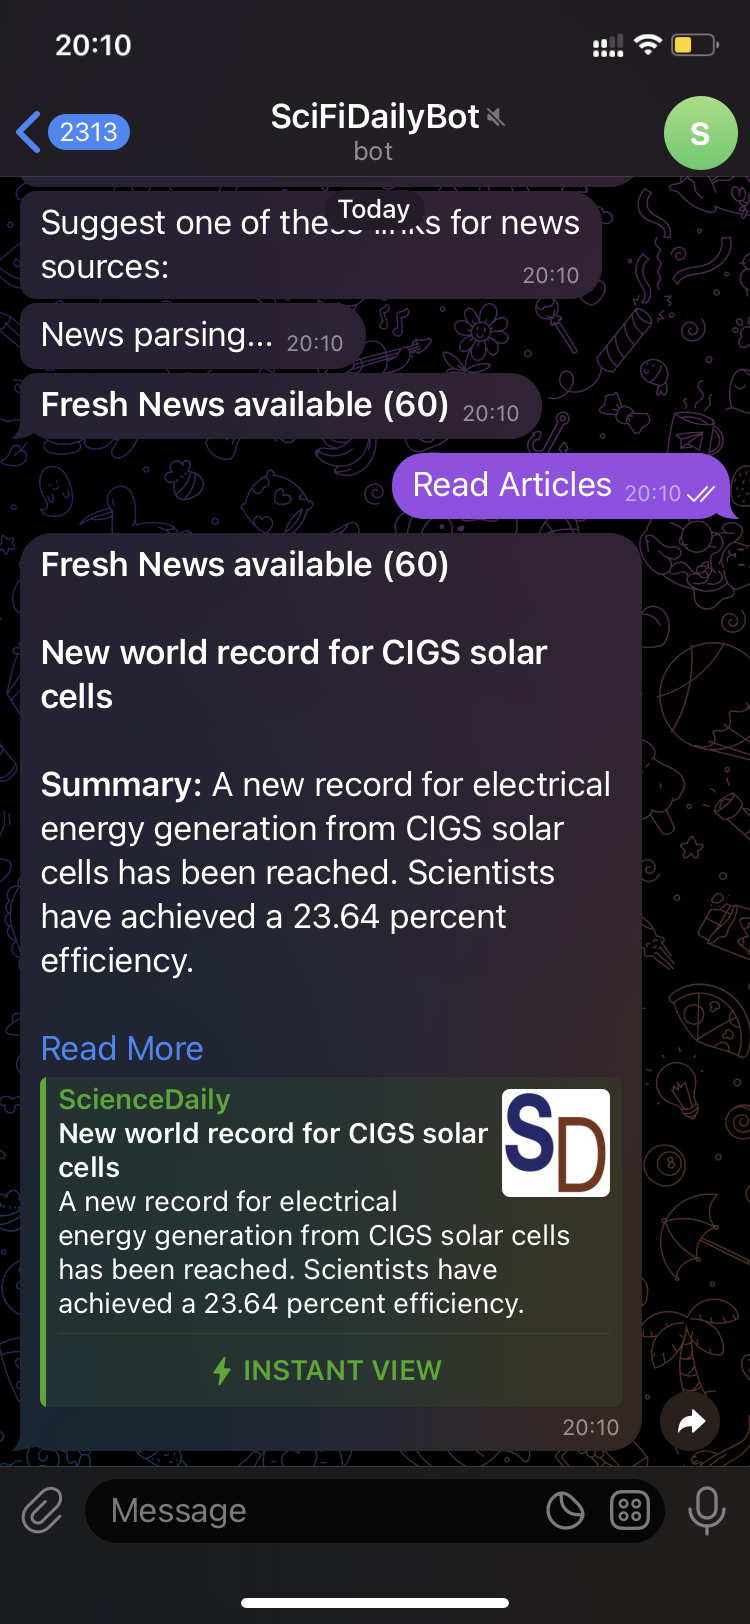 20:10
2313
SciFiDailyBot
bot
S
Today
Suggest one of these links for news
sources:
20:10
News parsing... 20:10
Fresh News available (60) 20:10
Read Articles 20:10
Fresh News available (60)
New world record for CIGS solar
cells
Summary: A new record for electrical
energy generation from CIGS solar
cells has been reached. Scientists
have achieved a 23.64 percent
efficiency.
Read More
ScienceDaily
New world record for CIGS solar
cells
SD
A new record for electrical
energy generation from CIGS solar cells
has been reached. Scientists have
achieved a 23.64 percent efficiency.
INSTANT VIEW
20:10
Message